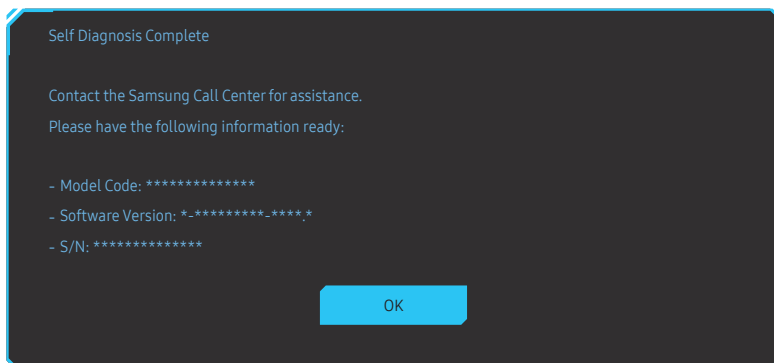 Self Diagnosis Complete
Contact the Samsung Call Center for assistance.
Please have the following information ready:
- Model Code: **************
- Software Version: *-*********-****.*
- S/N: **************
OK